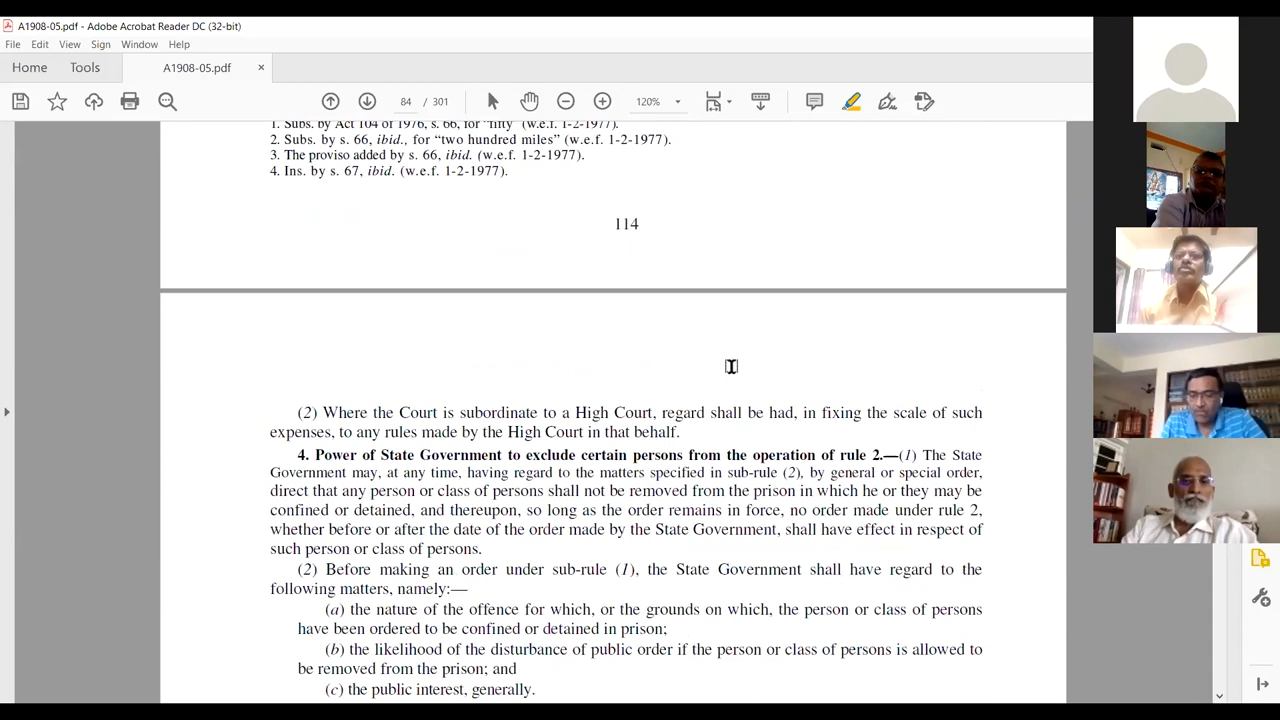 A1908-05.pdf - Adobe Acrobat Reader DC (32-bit)
File Edit View Sign Window Help
Home Tools A1908-05.pdf ×
84 / 301 120%
1. Subs. by Act 104 of 1976, s. 66, for “fifty” (w.e.f. 1-2-1977).
2. Subs. by s. 66, ibid., for “two hundred miles” (w.e.f. 1-2-1977).
3. The proviso added by s. 66, ibid. (w.e.f. 1-2-1977).
4. Ins. by s. 67, ibid. (w.e.f. 1-2-1977).
114
(2) Where the Court is subordinate to a High Court, regard shall be had, in fixing the scale of such
expenses, to any rules made by the High Court in that behalf.
4. Power of State Government to exclude certain persons from the operation of rule 2.—(1) The State
Government may, at any time, having regard to the matters specified in sub-rule (2), by general or special order,
direct that any person or class of persons shall not be removed from the prison in which he or they may be
confined or detained, and thereupon, so long as the order remains in force, no order made under rule 2,
whether before or after the date of the order made by the State Government, shall have effect in respect of
such person or class of persons.
(2) Before making an order under sub-rule (1), the State Government shall have regard to the
following matters, namely:—
(a) the nature of the offence for which, or the grounds on which, the person or class of persons
have been ordered to be confined or detained in prison;
(b) the likelihood of the disturbance of public order if the person or class of persons is allowed to
be removed from the prison; and
(c) the public interest, generally.